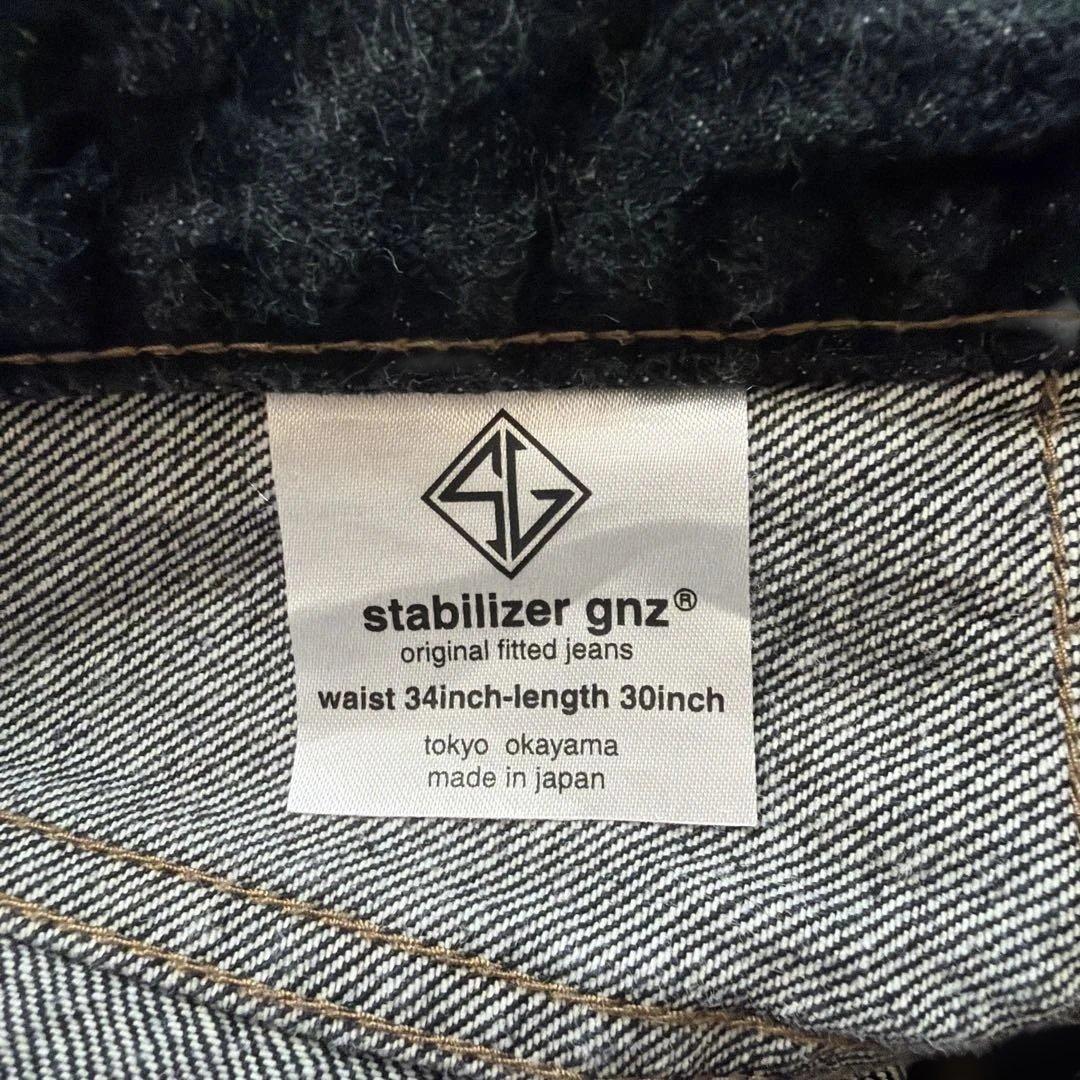 SG
stabilizer gnz®
original fitted jeans
waist 34inch-length 30inch
tokyo okayama
made in japan